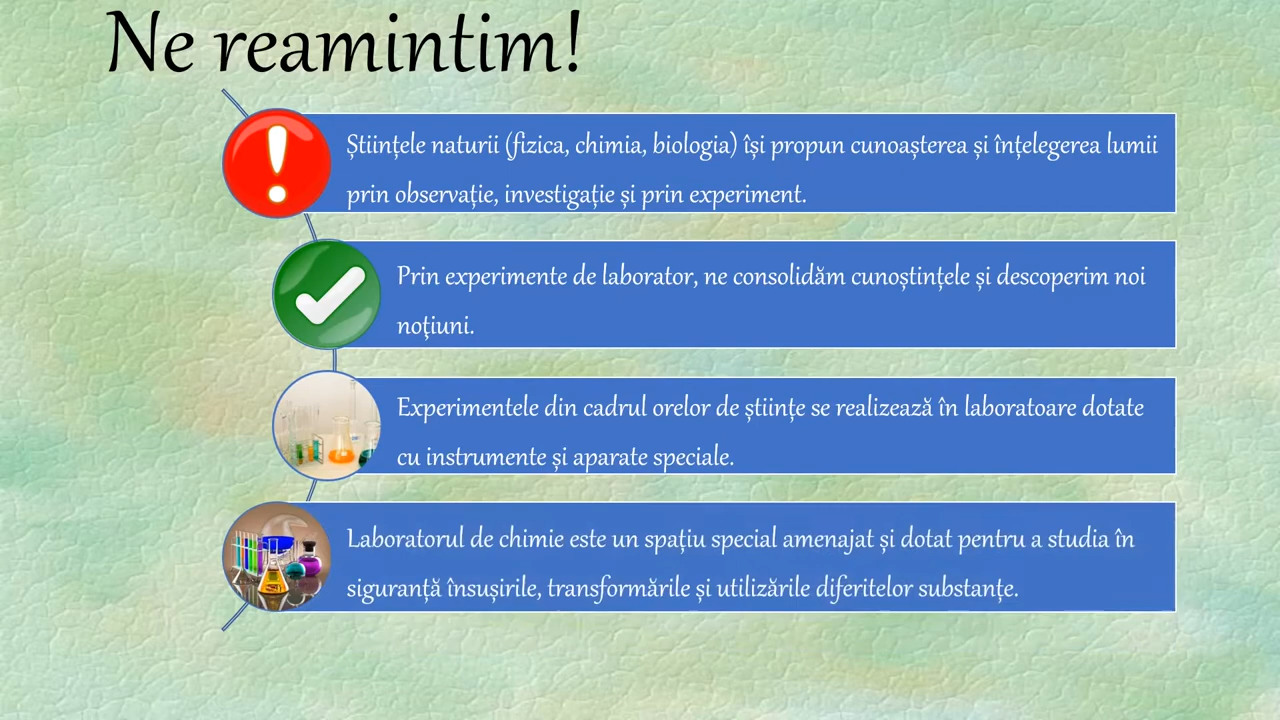 Ne reamintim!
Științele naturii (fizica, chimia, biologia) își propun cunoașterea și înțelegerea lumii
prin observație, investigație și prin experiment.
Prin experimente de laborator, ne consolidăm cunoștințele și descoperim noi
noțiuni.
Experimentele din cadrul orelor de științe se realizează în laboratoare dotate
cu instrumente și aparate speciale.
Laboratorul de chimie este un spațiu special amenajat și dotat pentru a studia în
siguranță însușirile, transformările și utilizările diferitelor substanțe.